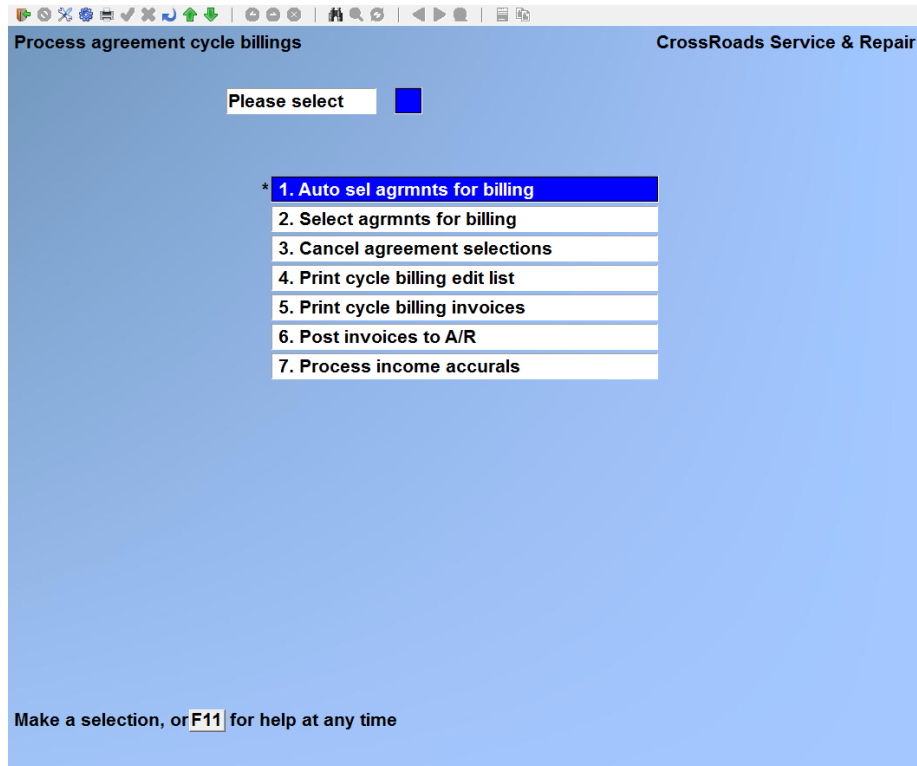 Process agreement cycle billings CrossRoads Service & Repair
Please select
* 1. Auto sel agrmnts for billing
2. Select agrmnts for billing
3. Cancel agreement selections
4. Print cycle billing edit list
5. Print cycle billing invoices
6. Post invoices to A/R
7. Process income accurals
Make a selection, or F11 for help at any time